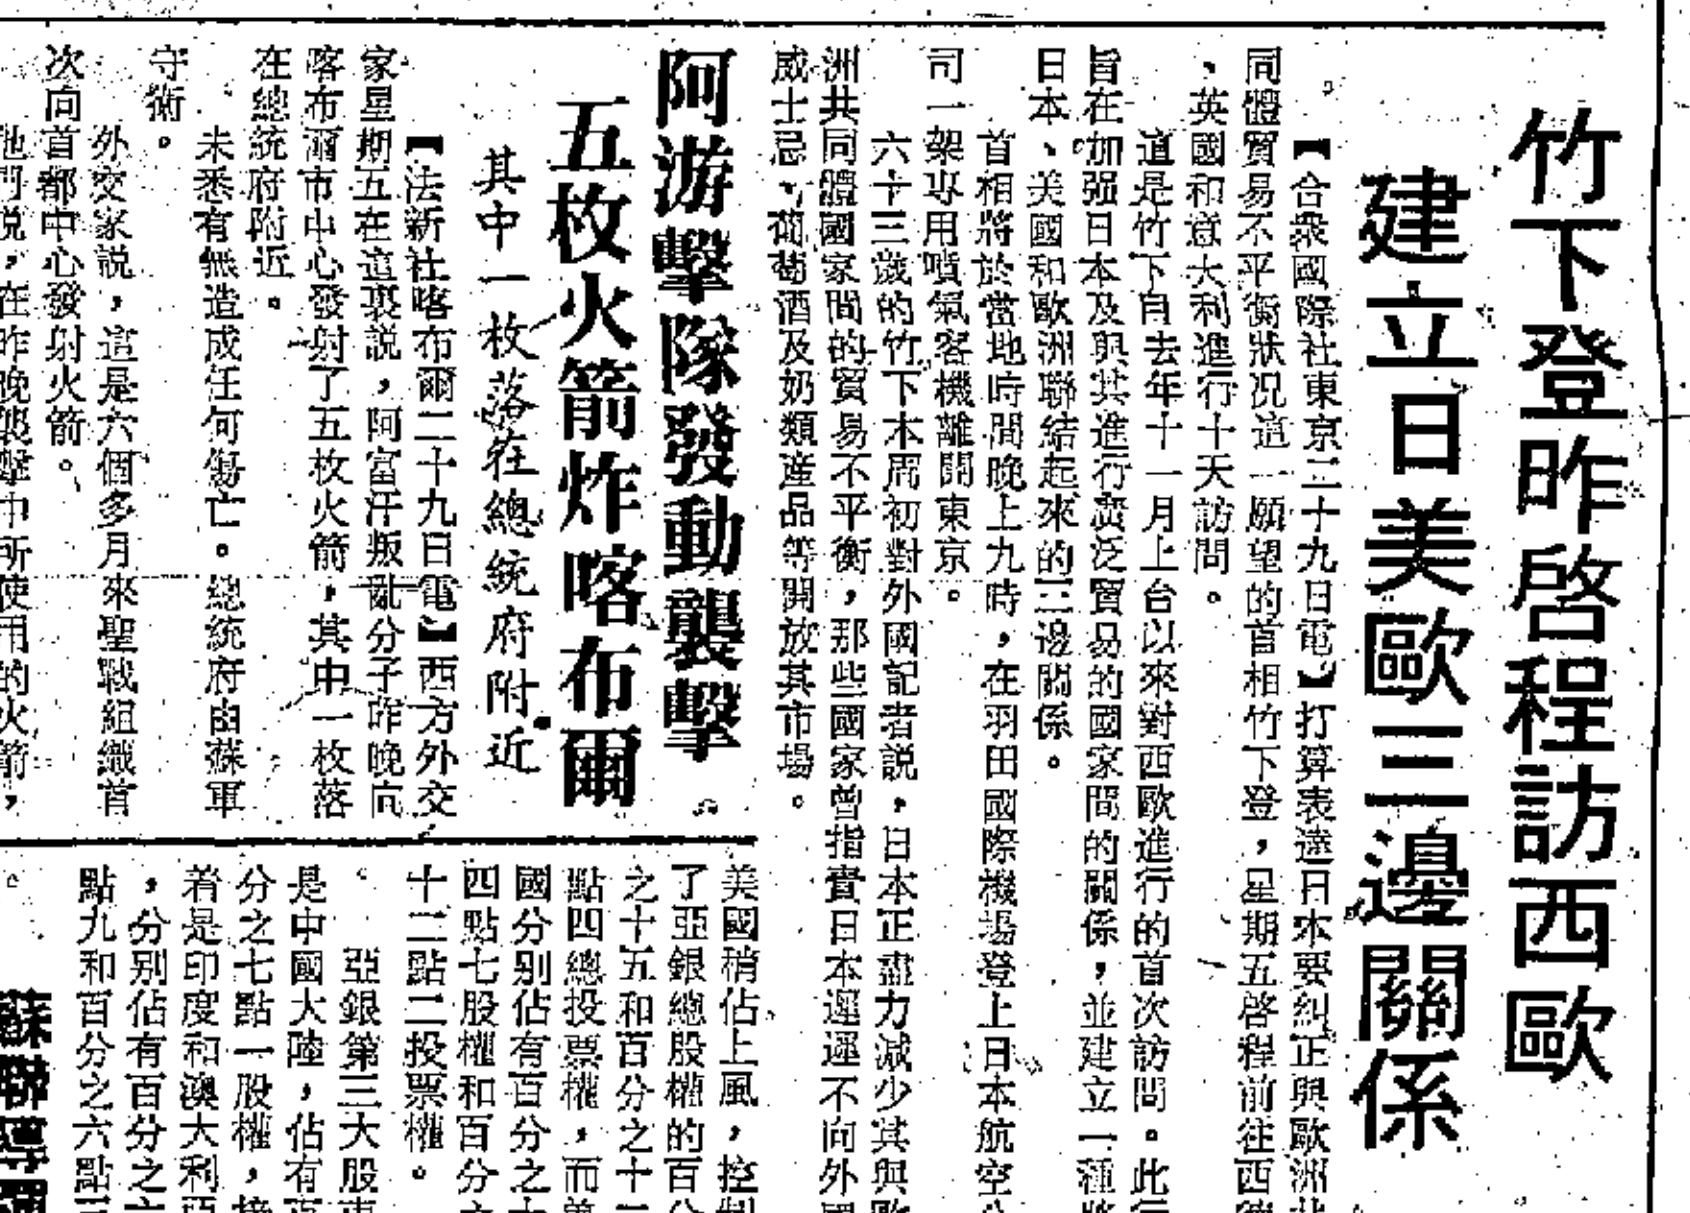 竹下登昨啓程訪西歐
建立日美歐三邊關係
【合衆國際社東京二十九日電】打算表達日本要糾正與歐洲共
同體貿易不平衡狀況這一願望的首相竹下登，星期五啓程前往西德
、英國和意大利進行十天訪問。
這是竹下自去年十一月上台以來對西歐進行的首次訪問。此行
旨在加强日本及與其進行廣泛貿易的國家間的關係，並建立一種將
日本、美國和歐洲聯結起來的三邊關係。
首相將於當地時間晚上九時，在羽田國際機場登上日本航空公
司一架專用噴氣客機離開東京。
六十三歲的竹下本周初對外國記者説，日本正盡力減少其與歐
洲共同體國家間的貿易不平衡，那些國家曾指責日本遲遲不向外國
威士忌、葡萄酒及奶類産品等開放其市場。
阿游擊隊發動襲擊
五枚火箭炸喀布爾
其中一枚落在總統府附近
【法新社喀布爾二十九日電】西方外交
家星期五在這裏説，阿富汗叛亂分子昨晚向
喀布爾市中心發射了五枚火箭，其中一枚落
在總統府附近。
未悉有無造成任何傷亡。總統府由蘇軍
守衛。
外交家説，這是六個多月來聖戰組織首
次向首都中心發射火箭。
他們説，在昨晚襲擊中所使用的火箭，
美國稍佔上風，控制
了亞銀總股權的百分
之十五和百分之十二
點四總投票權，而美
國分别佔有百分之十
四點七股權和百分之
十二點二投票權。
亞銀第三大股東
是中國大陸，佔有百
分之七點一股權，接
着是印度和澳大利亞
，分别佔有百分之六
點九和百分之六點三
。
蘇聯導